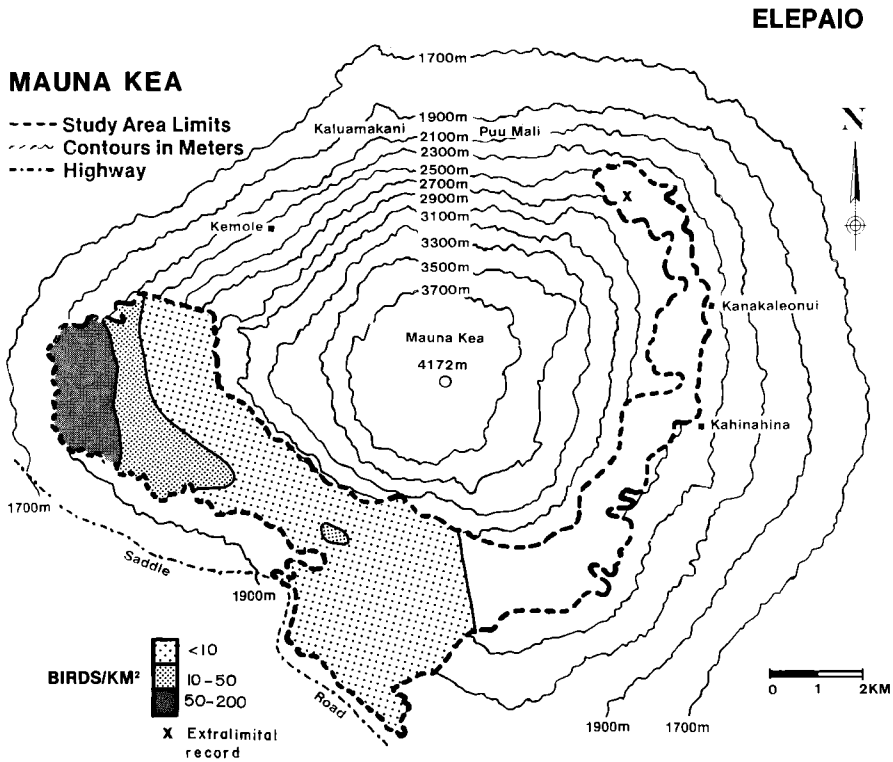 ELEPAIO
MAUNA KEA
Study Area Limits
Contours in Meters
Highway
1700m
1900m
Kaluamakani
Puu Mali
2100m
2300m
2500m
2700m
2900m
3100m
3300m
3500m
3700m
N
X
Kemole
Kanakaleonui
Mauna Kea
4172m
Kahinahina
1700m
Saddle
1900m
Road
BIRDS/KM²
<10
10-50
50-200
X Extralimital
record
0 1 2KM
1900m
1700m